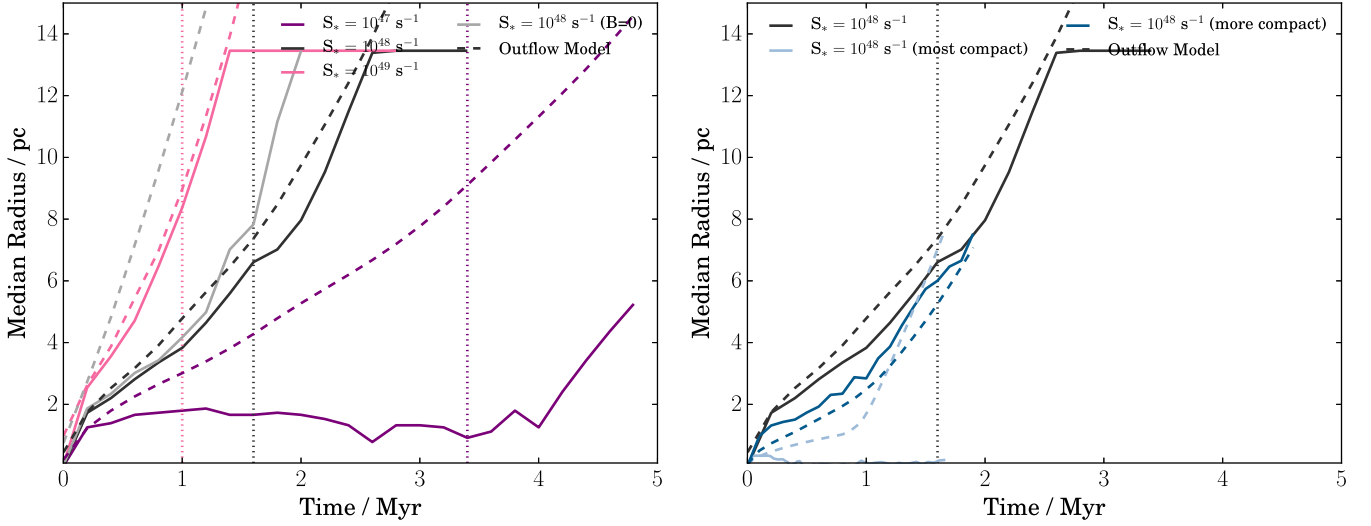 S* = 10^47 s^−1
S* = 10^48 s^−1
S* = 10^49 s^−1
S* = 10^48 s^−1 (B=0)
Outflow Model
14
12
10
8
6
4
2
0 1 2 3 4 5
Median Radius / pc
Time / Myr
S* = 10^48 s^−1
S* = 10^48 s^−1 (most compact)
S* = 10^48 s^−1 (more compact)
Outflow Model
14
12
10
8
6
4
2
0 1 2 3 4 5
Median Radius / pc
Time / Myr